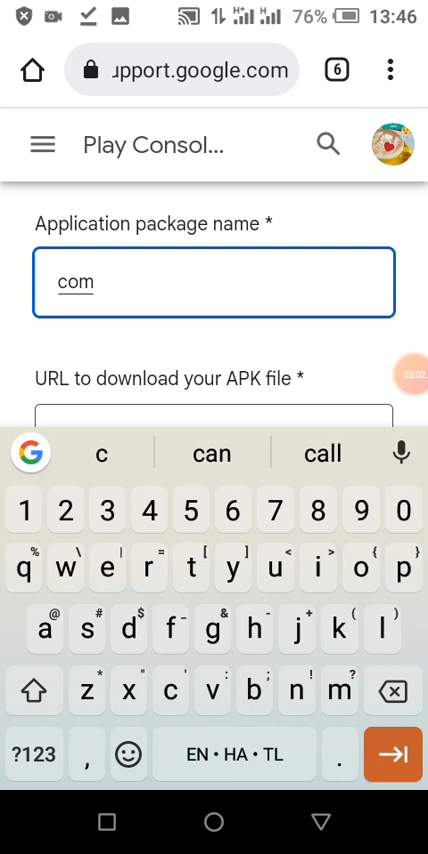 76% 13:46
upport.google.com 6
Play Consol...
Application package name *
com
URL to download your APK file *
03:02
G c can call
1 2 3 4 5 6 7 8 9 0
% \ | = [ ] < > { }
q w e r t y u i o p
@ # $ _ & - + ( )
a s d f g h j k l
* " ' : ; ! ?
z x c v b n m
?123 , EN • HA • TL .